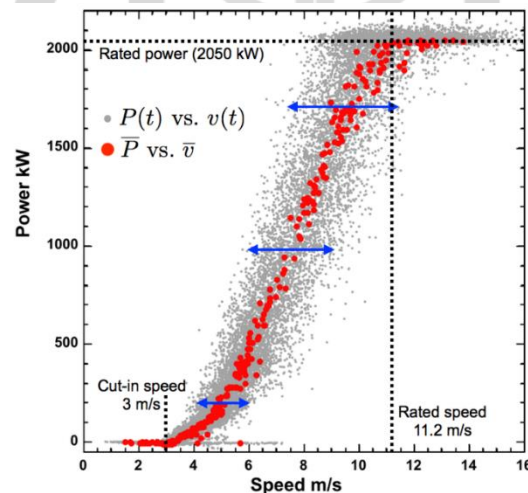 2000
Rated power (2050 kW)
P(t) vs. v(t)
P̅ vs. v̅
1500
1000
500
0
Power kW
Cut-in speed
3 m/s
Rated speed
11.2 m/s
0 2 4 6 8 10 12 14 16
Speed m/s